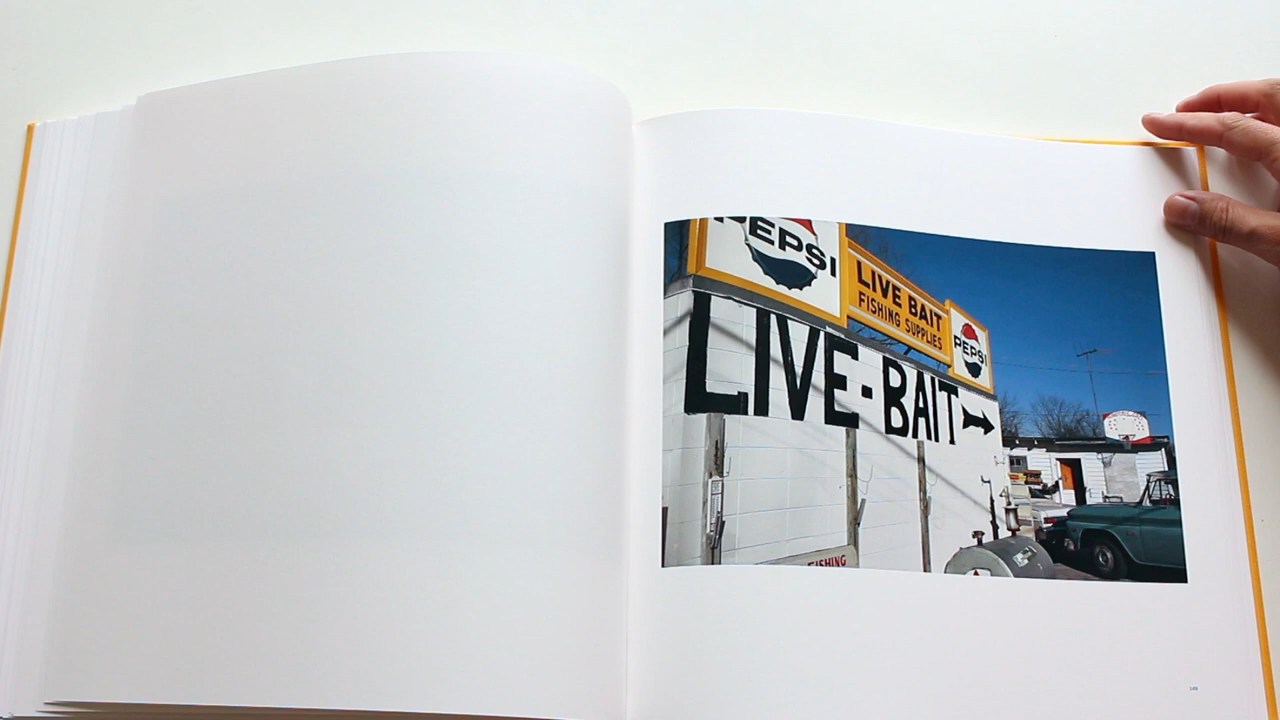 PEPSI
LIVE BAIT
FISHING SUPPLIES
PEPSI
LIVE-BAIT
FISHING